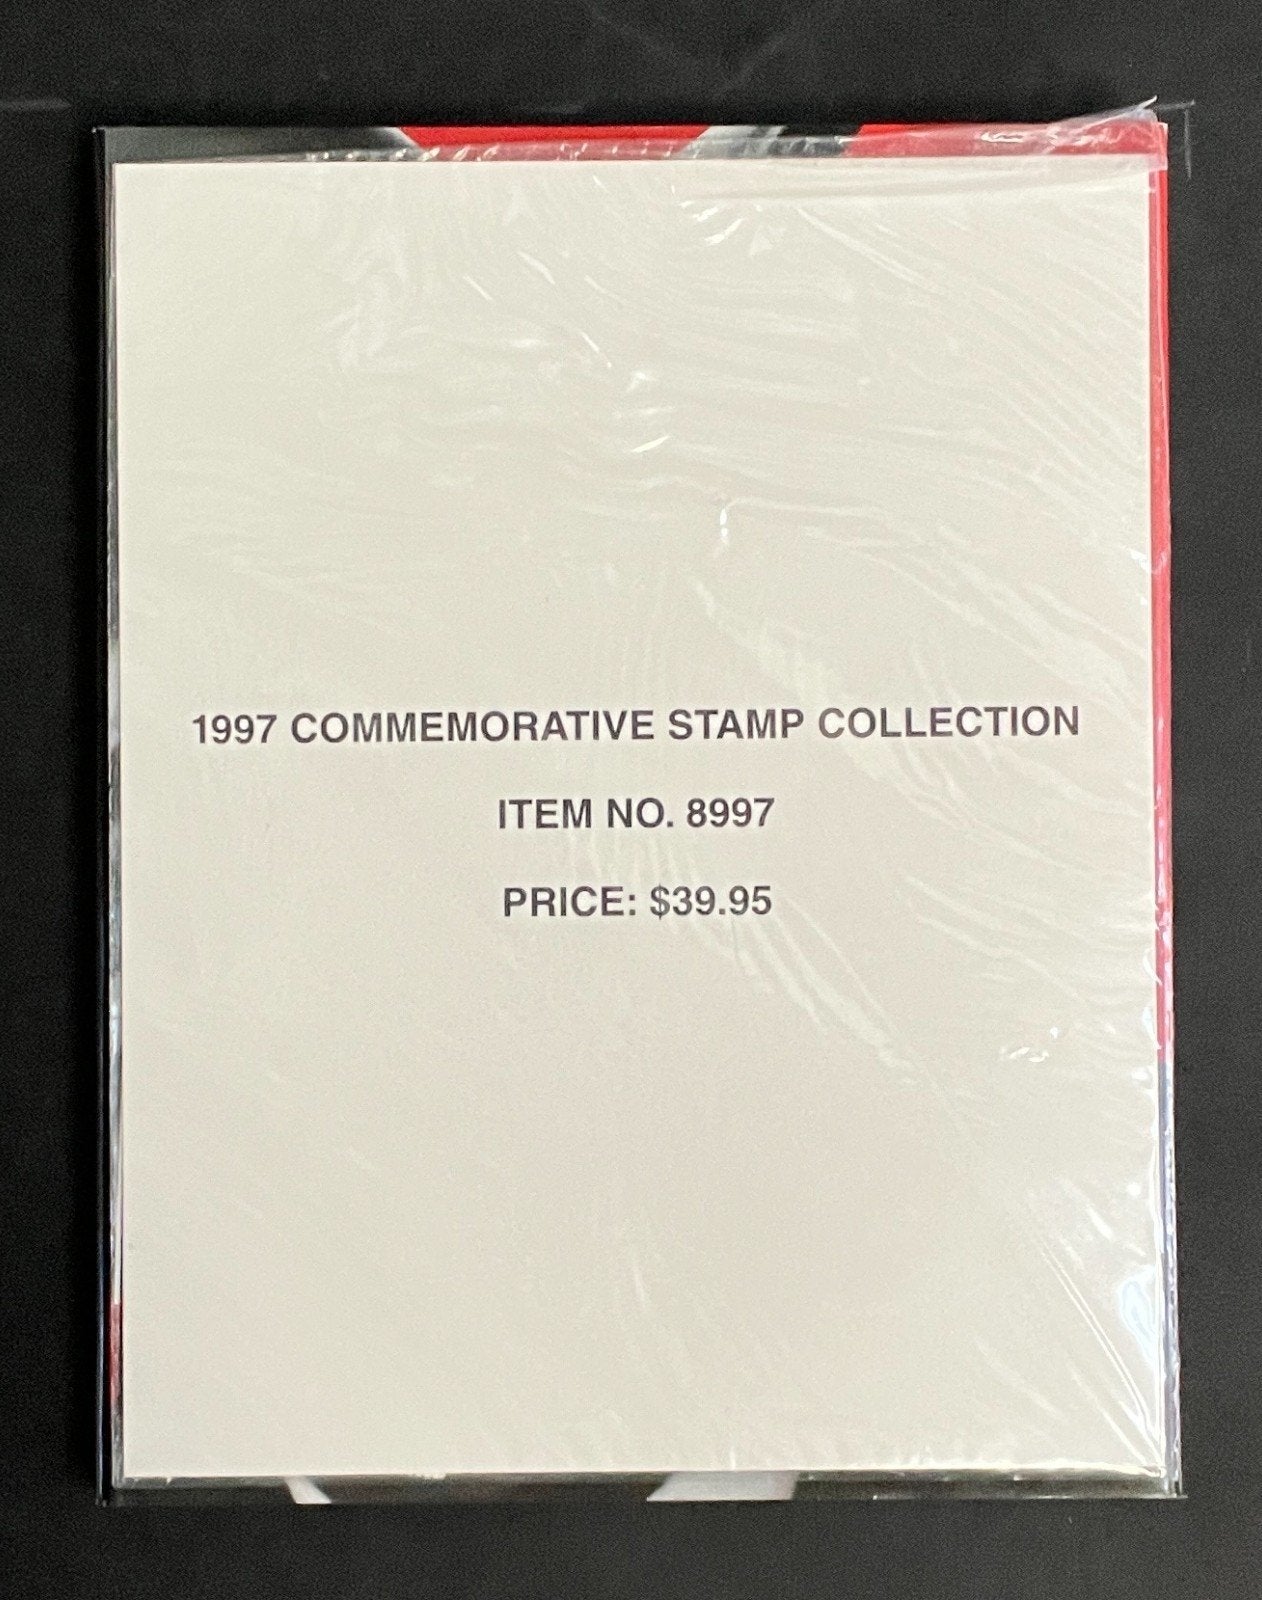 1997 COMMEMORATIVE STAMP COLLECTION
ITEM NO. 8997
PRICE: $39.95